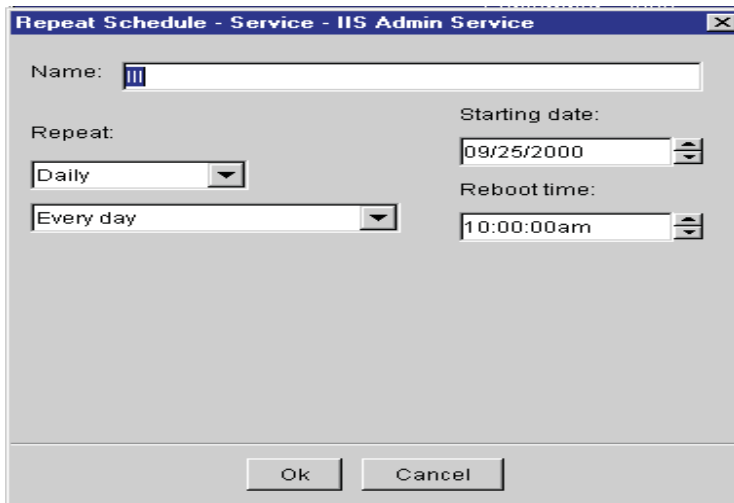 Repeat Schedule - Service - IIS Admin Service
Name: III
Starting date:
Repeat:
09/25/2000
Daily
Reboot time:
Every day
10:00:00am
Ok Cancel